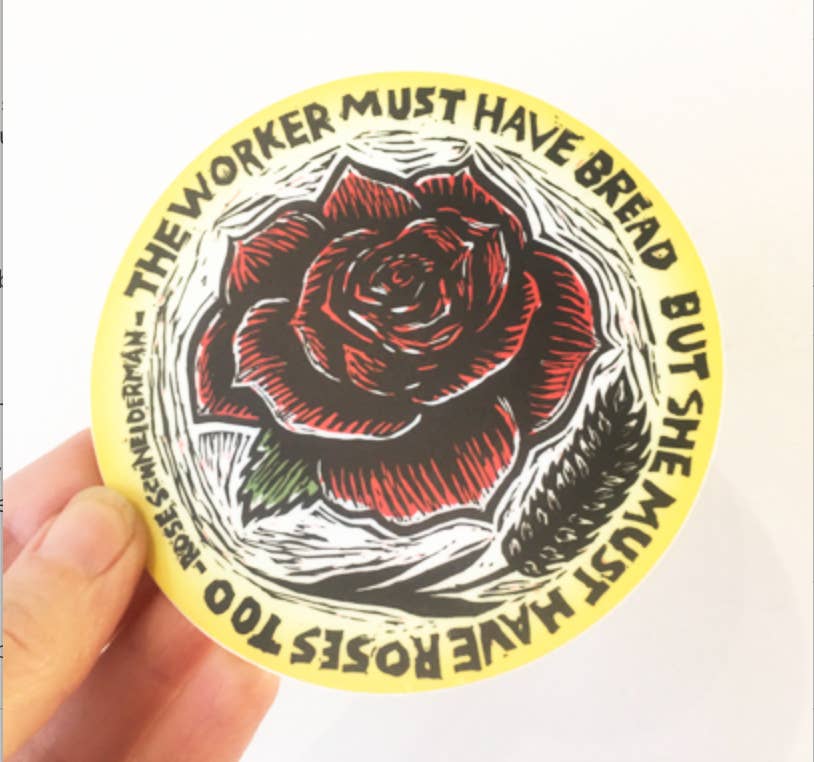 THE WORKER MUST HAVE BREAD BUT SHE MUST HAVE ROSES TOO
-ROSE SCHNEIDERMAN-